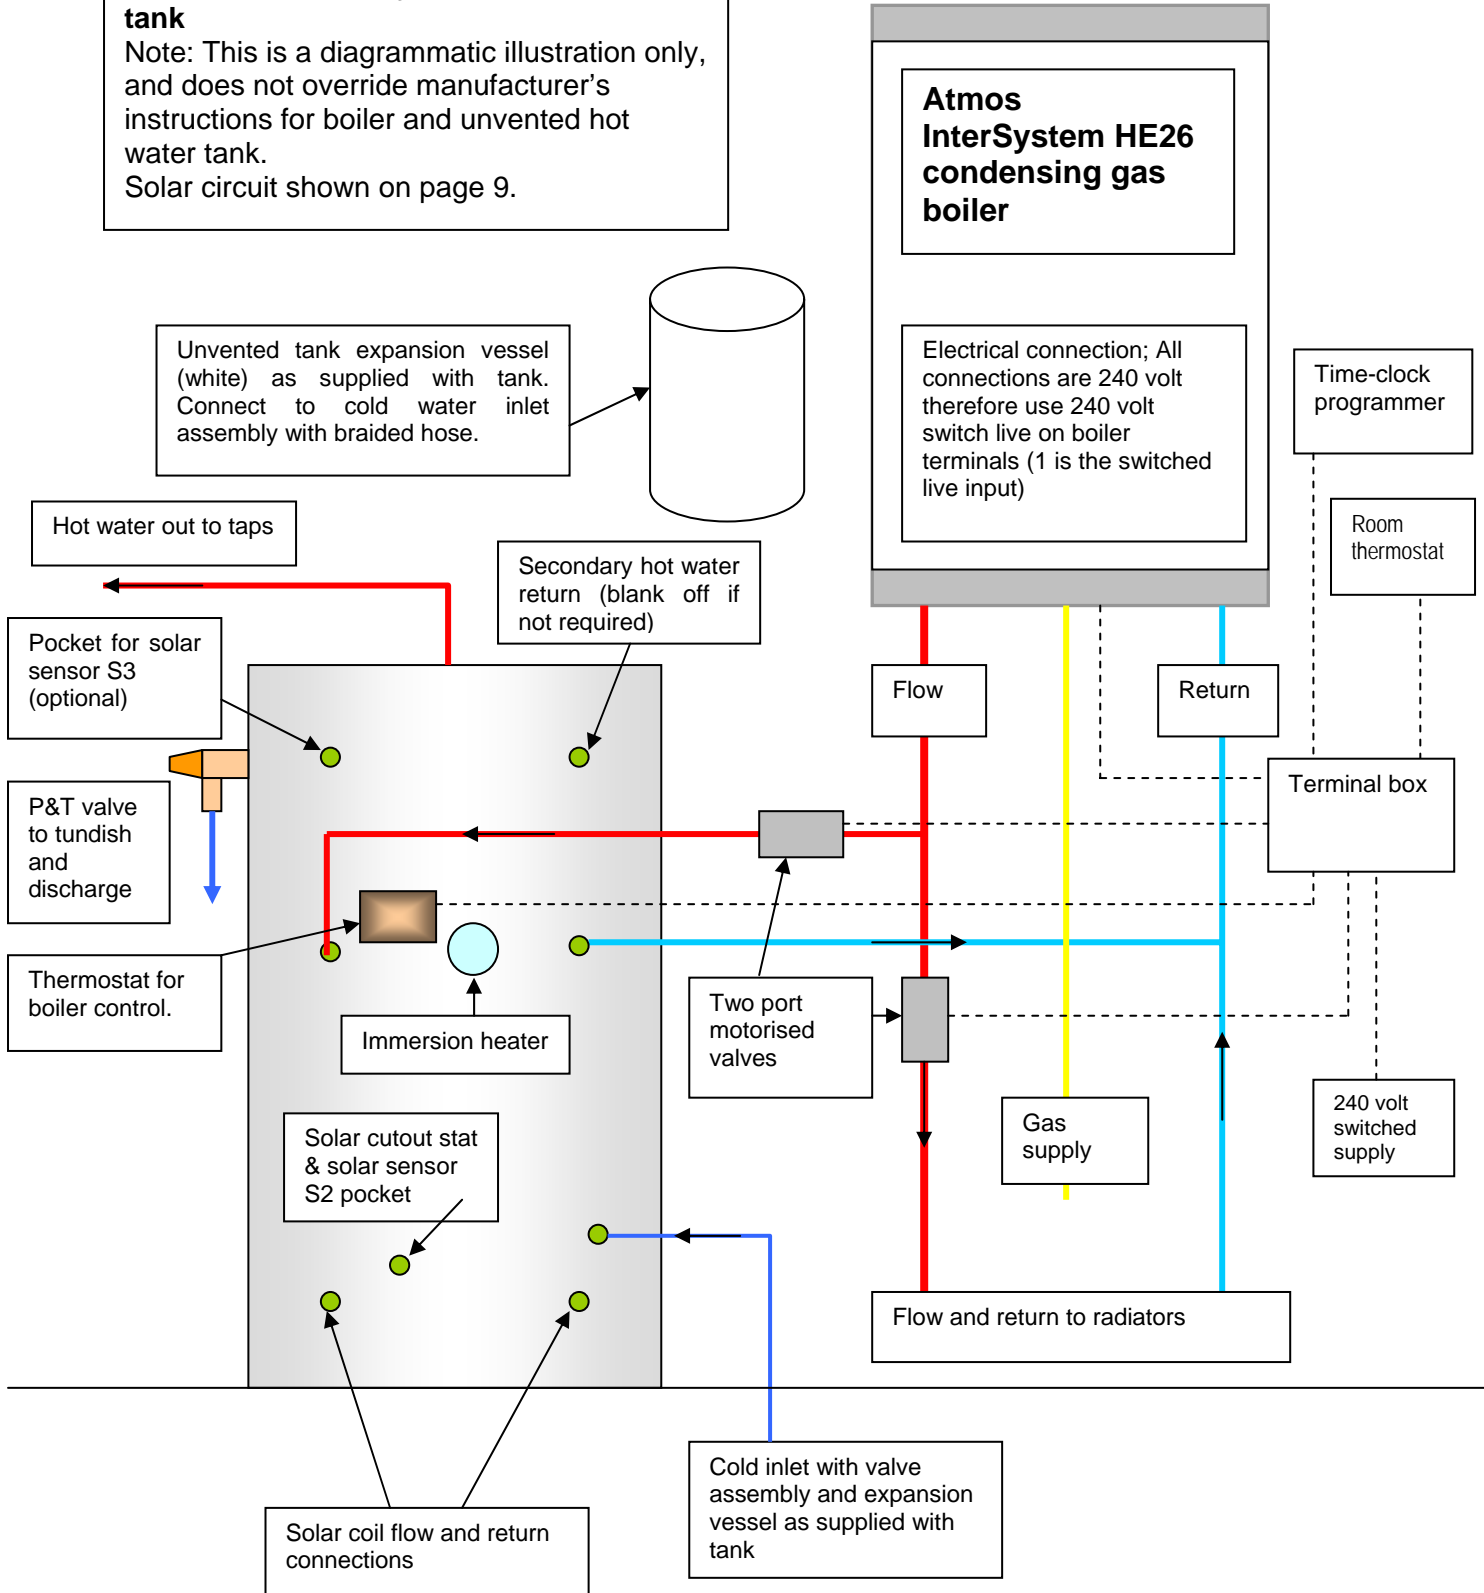 tank
Note: This is a diagrammatic illustration only,
and does not override manufacturer's
instructions for boiler and unvented hot
water tank.
Solar circuit shown on page 9.
Atmos
InterSystem HE26
condensing gas
boiler
Unvented tank expansion vessel
(white) as supplied with tank.
Connect to cold water inlet
assembly with braided hose.
Electrical connection; All
connections are 240 volt
therefore use 240 volt
switch live on boiler
terminals (1 is the switched
live input)
Time-clock
programmer
Room
thermostat
Hot water out to taps
Secondary hot water
return (blank off if
not required)
Pocket for solar
sensor S3
(optional)
Flow
Return
P&T valve
to tundish
and
discharge
Terminal box
Thermostat for
boiler control.
Immersion heater
Two port
motorised
valves
Gas
supply
240 volt
switched
supply
Solar cutout stat
& solar sensor
S2 pocket
Flow and return to radiators
Cold inlet with valve
assembly and expansion
vessel as supplied with
tank
Solar coil flow and return
connections